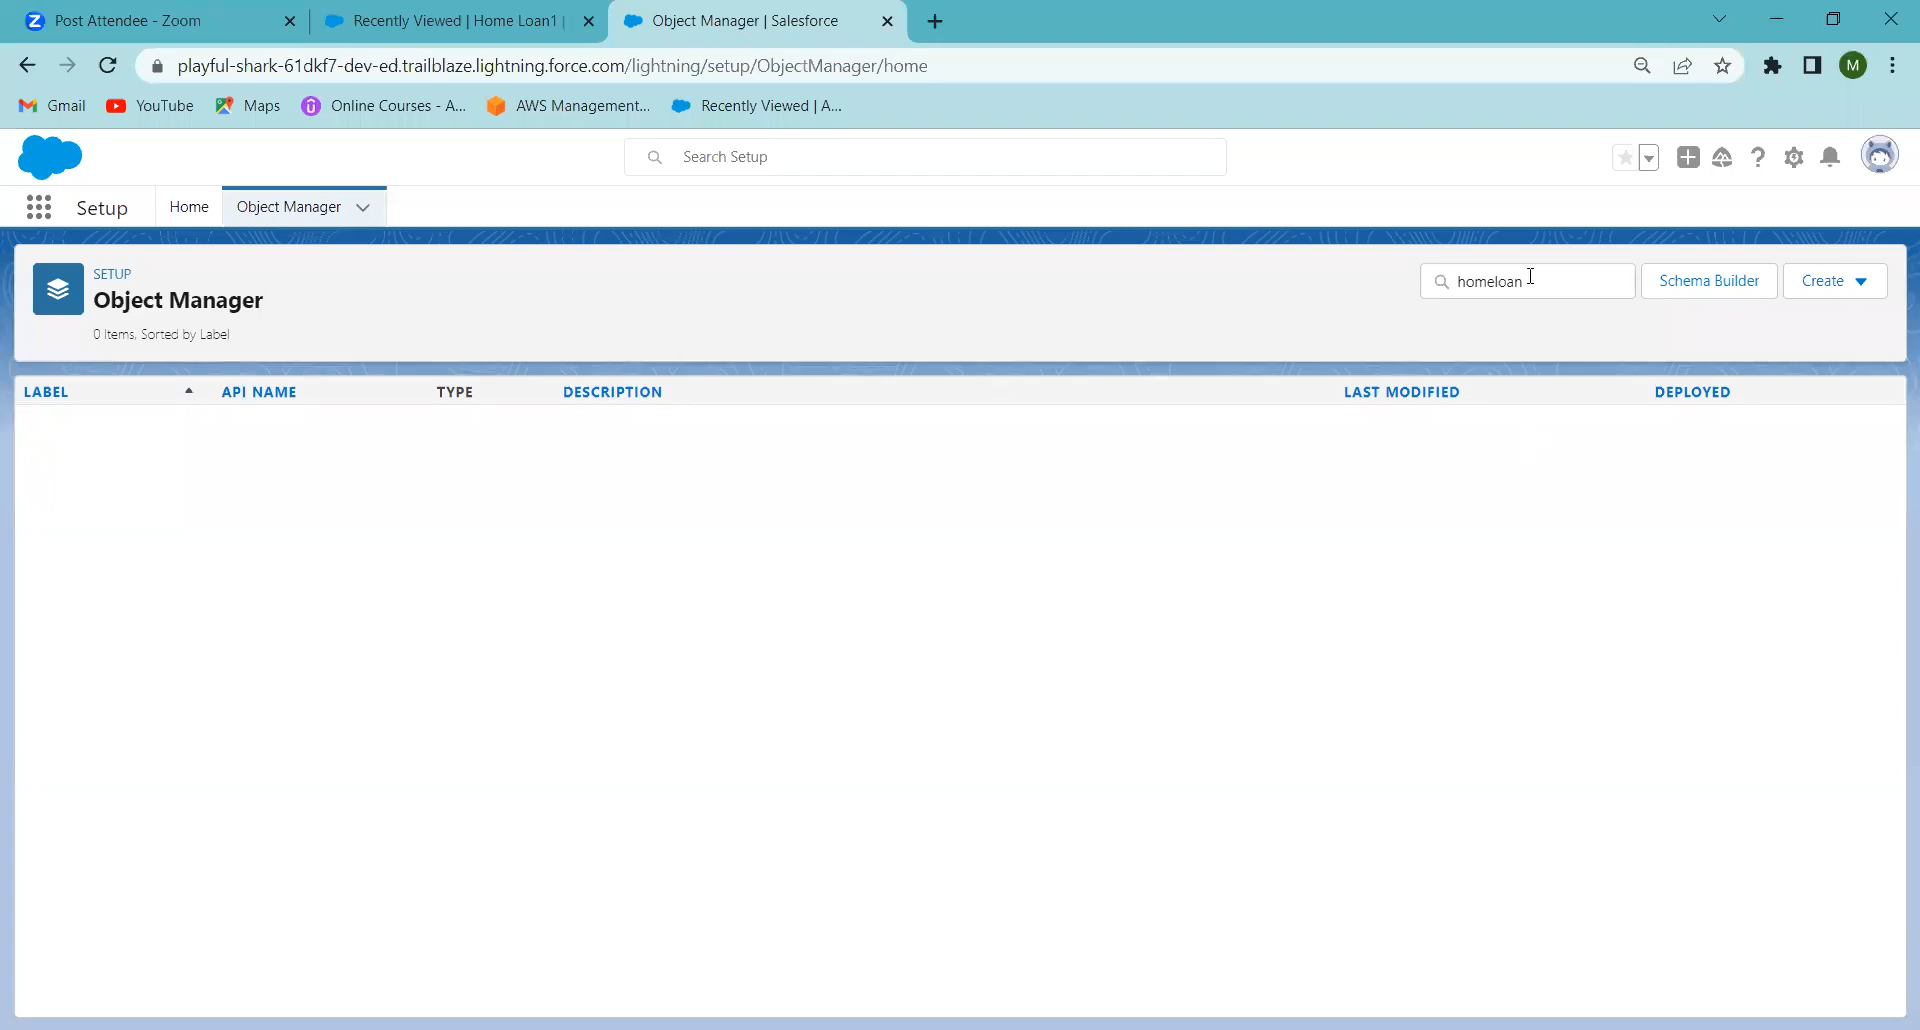 Post Attendee - Zoom
Recently Viewed | Home Loan1 |
Object Manager | Salesforce
playful-shark-61dkf7-dev-ed.trailblaze.lightning.force.com/lightning/setup/ObjectManager/home
M
Gmail
YouTube
Maps
Online Courses - A...
AWS Management...
Recently Viewed | A...
Search Setup
Setup
Home
Object Manager
SETUP
Object Manager
0 Items, Sorted by Label
homeloan
Schema Builder
Create
LABEL
API NAME
TYPE
DESCRIPTION
LAST MODIFIED
DEPLOYED